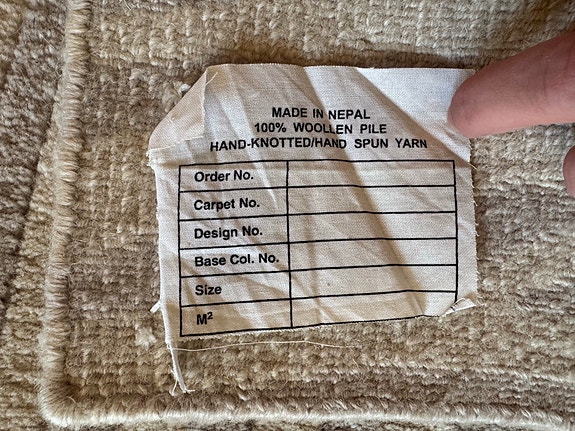 MADE IN NEPAL
100% WOOLLEN PILE
HAND-KNOTTED/HAND SPUN YARN
Order No.
Carpet No.
Design No.
Base Col. No.
Size
M²